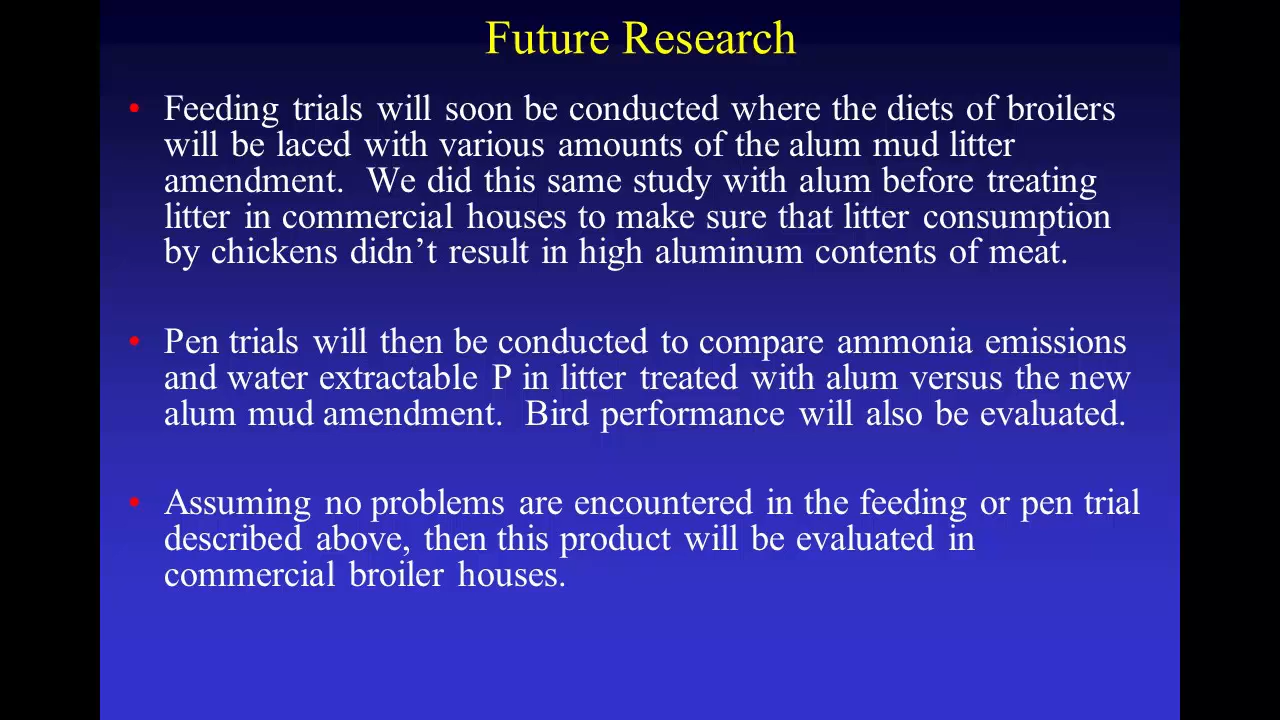 Future Research
• Feeding trials will soon be conducted where the diets of broilers
will be laced with various amounts of the alum mud litter
amendment.  We did this same study with alum before treating
litter in commercial houses to make sure that litter consumption
by chickens didn’t result in high aluminum contents of meat.
• Pen trials will then be conducted to compare ammonia emissions
and water extractable P in litter treated with alum versus the new
alum mud amendment.  Bird performance will also be evaluated.
• Assuming no problems are encountered in the feeding or pen trial
described above, then this product will be evaluated in
commercial broiler houses.